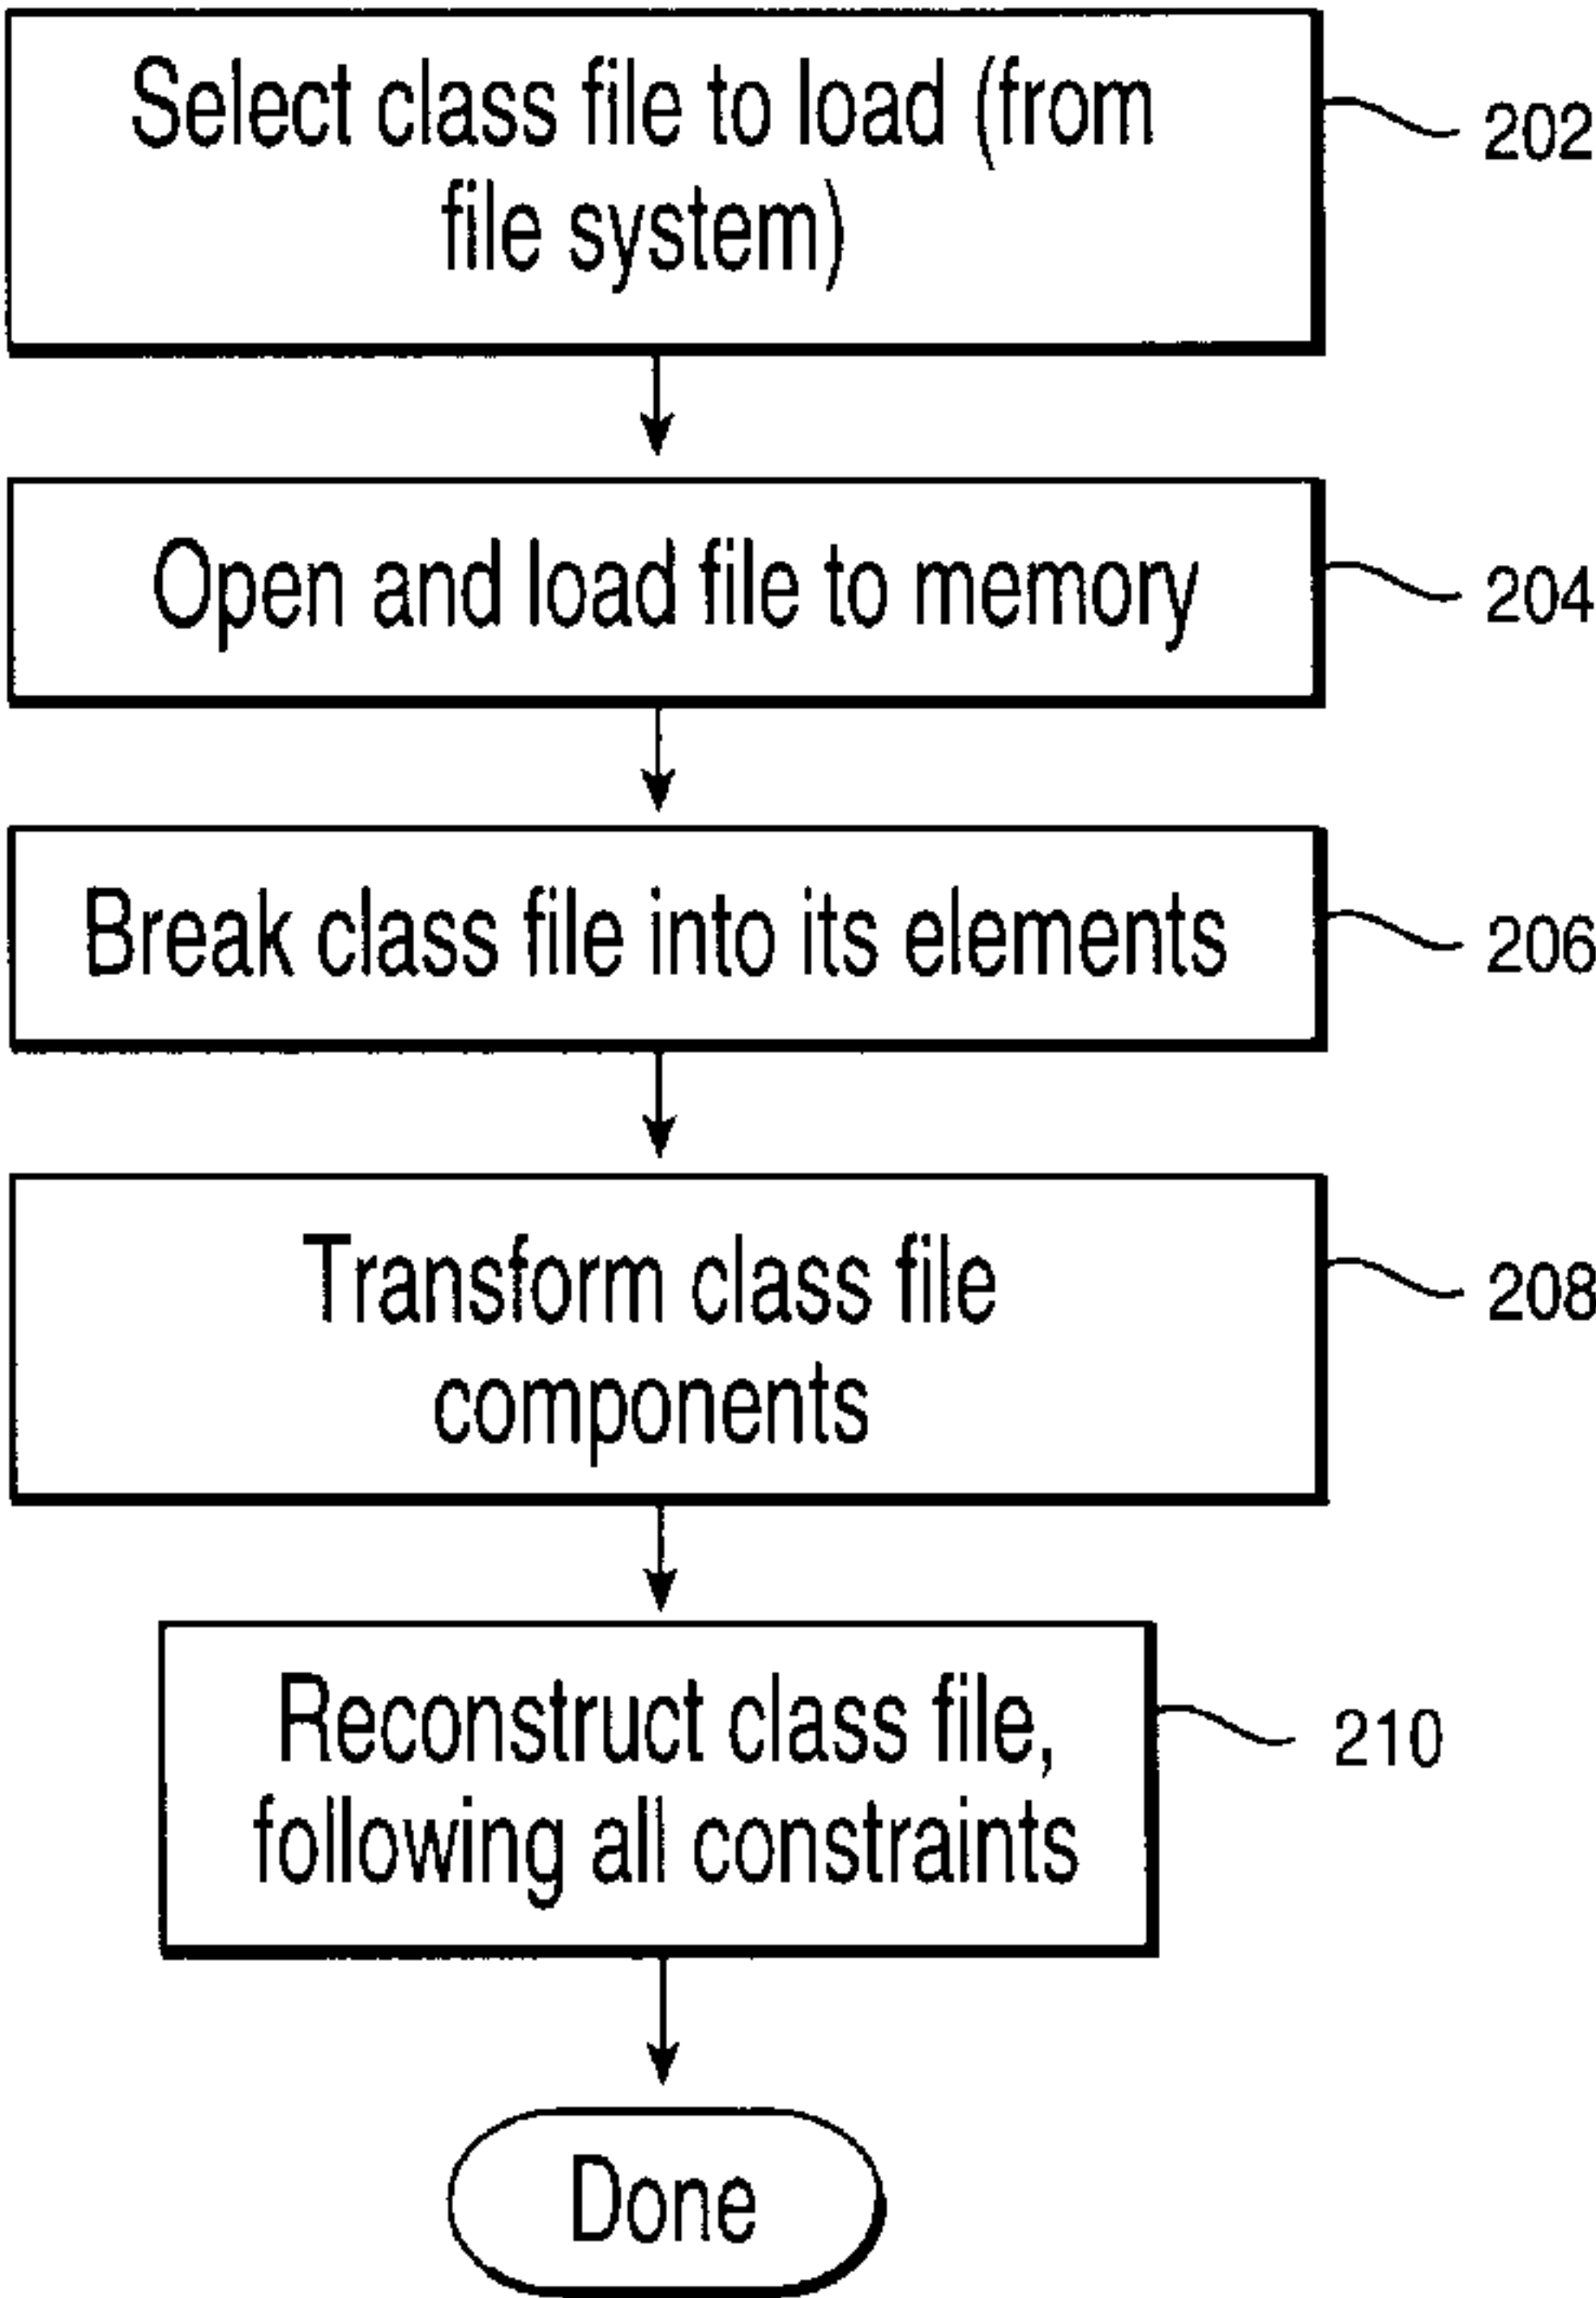 Select class file to load (from
file system)
202
Open and load file to memory
204
Break class file into its elements
206
Transform class file
components
208
Reconstruct class file,
following all constraints
210
Done